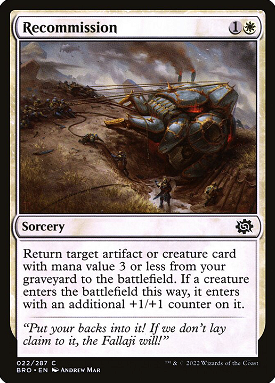 Recommission 1
Sorcery
Return target artifact or creature card
with mana value 3 or less from your
graveyard to the battlefield. If a creature
enters the battlefield this way, it enters
with an additional +1/+1 counter on it.
"Put your backs into it! If we don't lay
claim to it, the Fallaji will!"
022/287 C
BRO • EN Andrew Mar
™ & © 2022 Wizards of the Coast